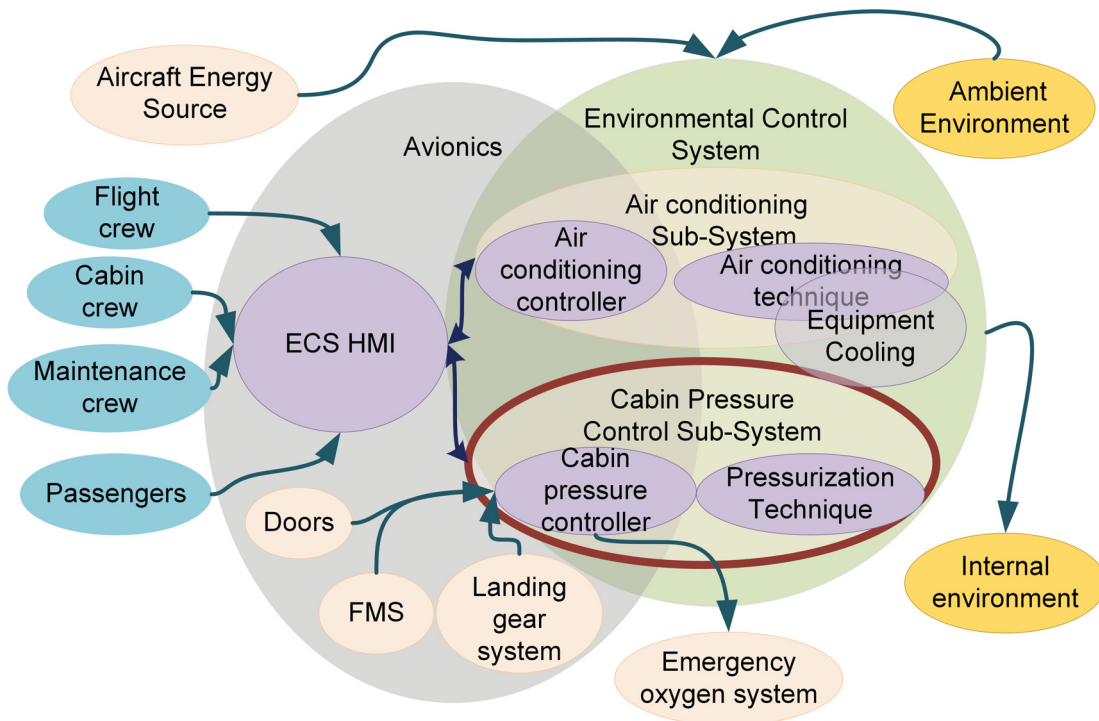 Aircraft Energy
Source
Ambient
Environment
Environmental Control
System
Avionics
Flight
crew
Air conditioning
Sub-System
Air
conditioning
controller
Air conditioning
technique
Cabin
crew
Equipment
Cooling
ECS HMI
Maintenance
crew
Cabin Pressure
Control Sub-System
Cabin
pressure
controller
Pressurization
Technique
Passengers
Doors
FMS
Landing
gear
system
Internal
environment
Emergency
oxygen system